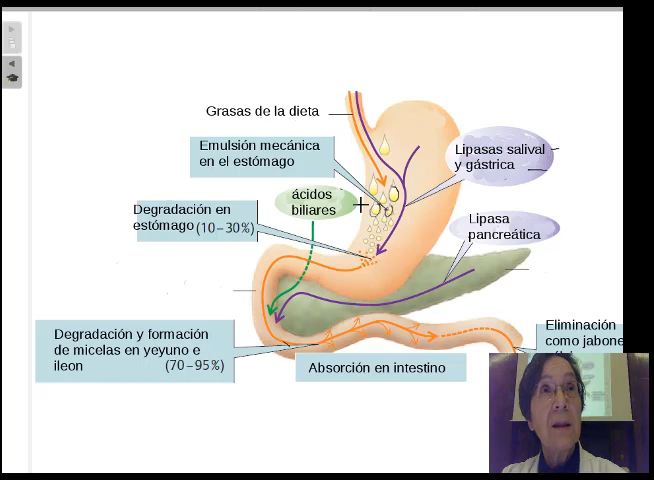 Grasas de la dieta
Emulsión mecánica
en el estómago
Lipasas salival
y gástrica
ácidos
biliares
Degradación en
estómago (10–30%)
Lipasa
pancreática
Degradación y formación
de micelas en yeyuno e
ileon (70–95%)
Absorción en intestino
Eliminación
como jabone